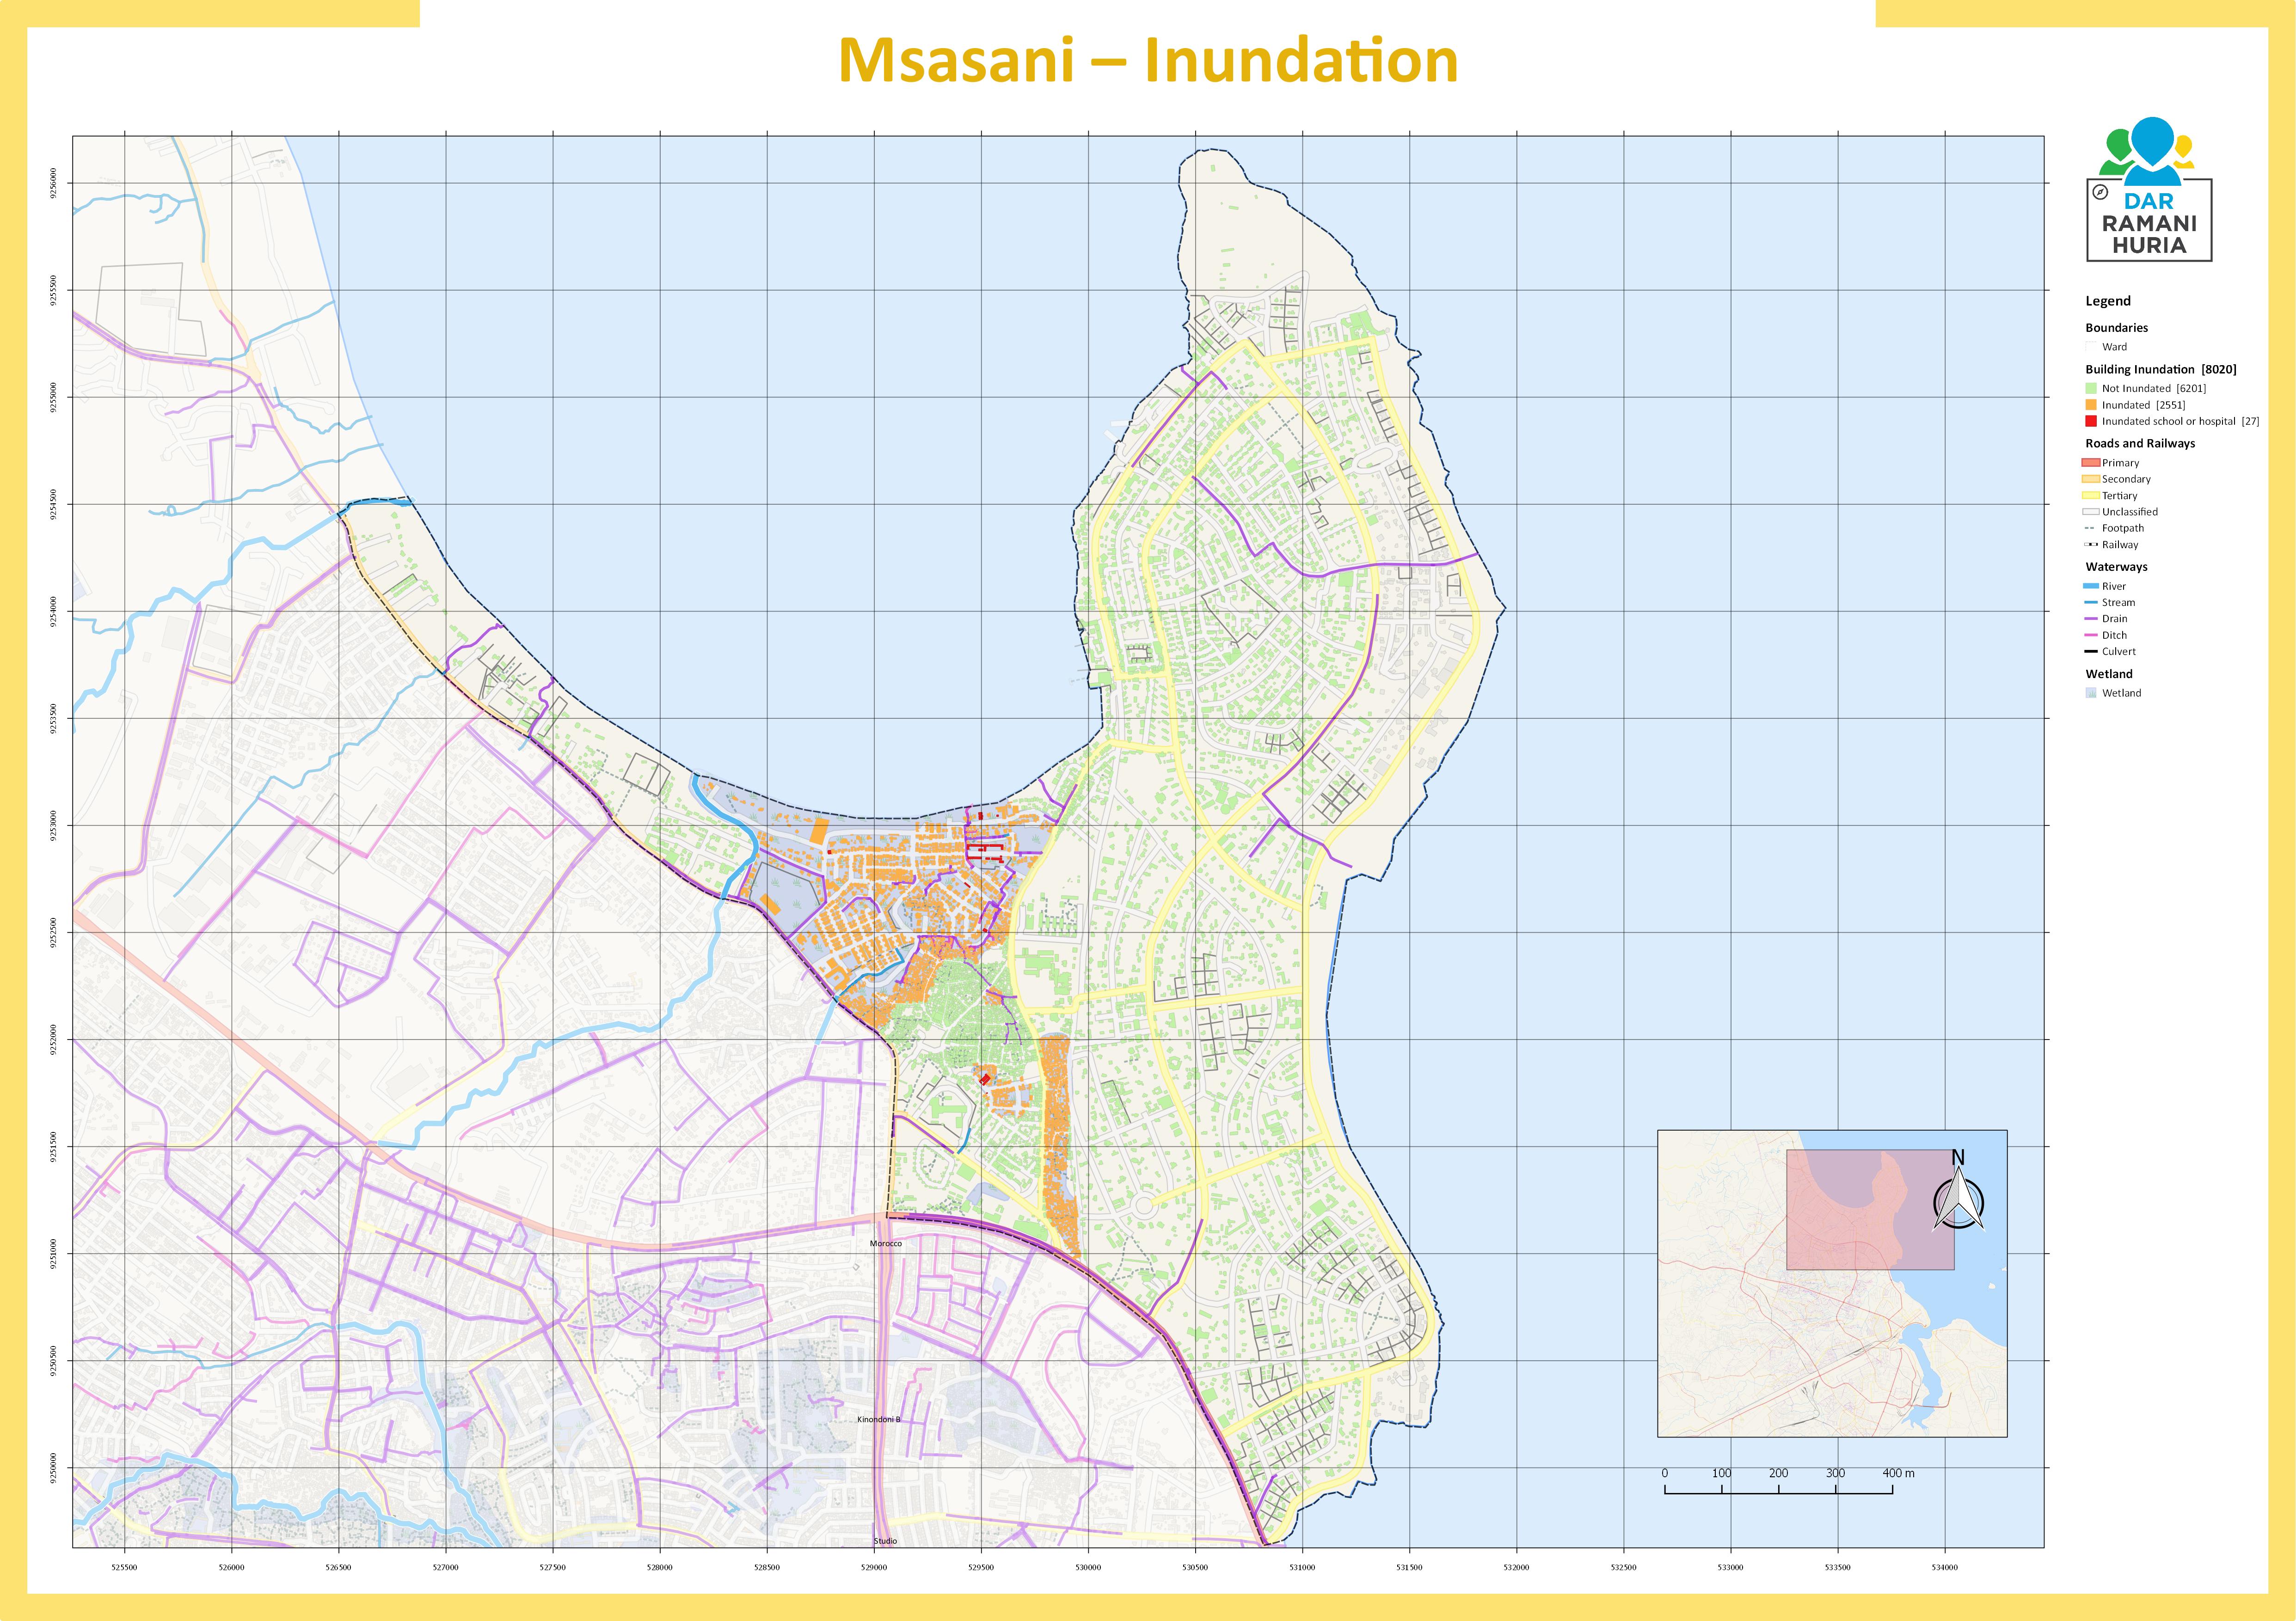 Msasani – Inundation
DAR
RAMANI
HURIA
Legend
Boundaries
Ward
Building Inundation [8020]
Not Inundated [6201]
Inundated [2551]
Inundated school or hospital [27]
Roads and Railways
Primary
Secondary
Tertiary
Unclassified
Footpath
Railway
Waterways
River
Stream
Drain
Ditch
Culvert
Wetland
Wetland
9256000
9255500
9255000
9254500
9254000
9253500
9253000
9252500
9252000
9251500
9251000
9250500
9250000
Morocco
Kinondoni B
Studio
N
0 100 200 300 400 m
525500 526000 526500 527000 527500 528000 528500 529000 529500 530000 530500 531000 531500 532000 532500 533000 533500 534000